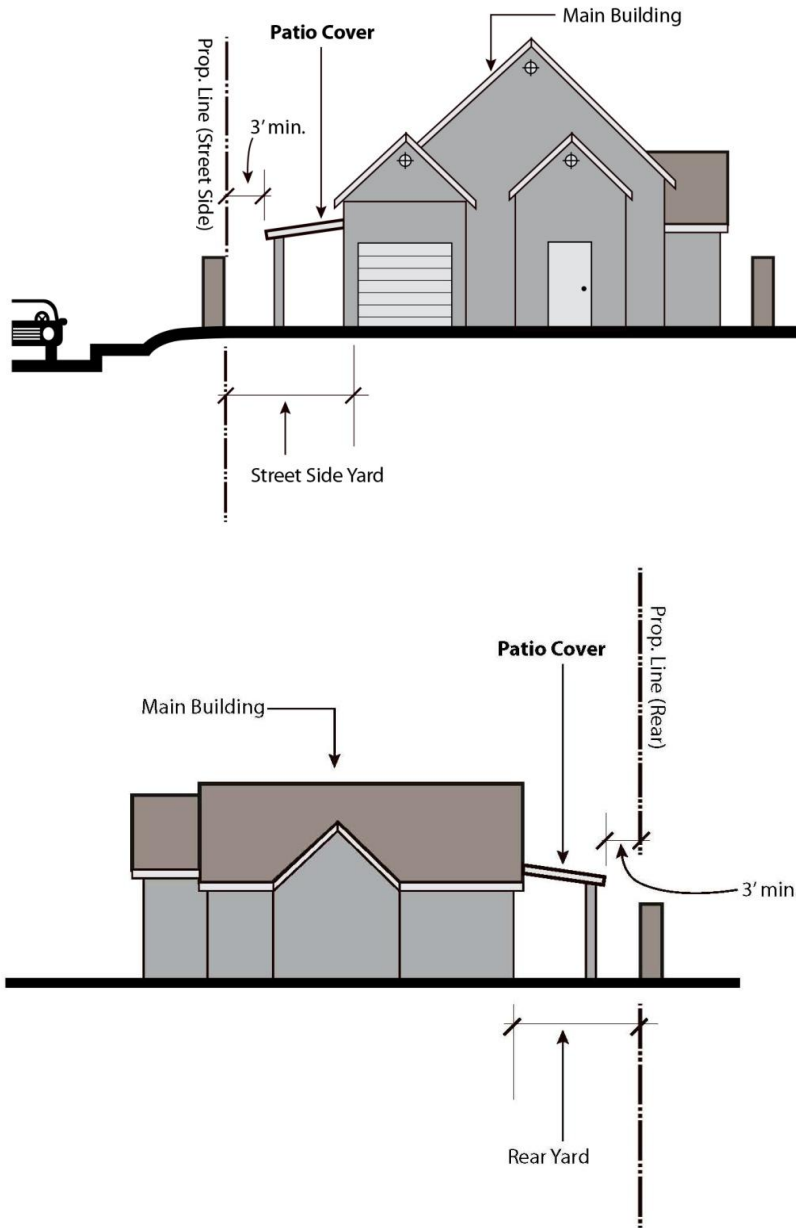 Main Building
Patio Cover
Prop. Line (Street Side)
3' min.
Street Side Yard
Patio Cover
Prop. Line (Rear)
Main Building
3' min
Rear Yard